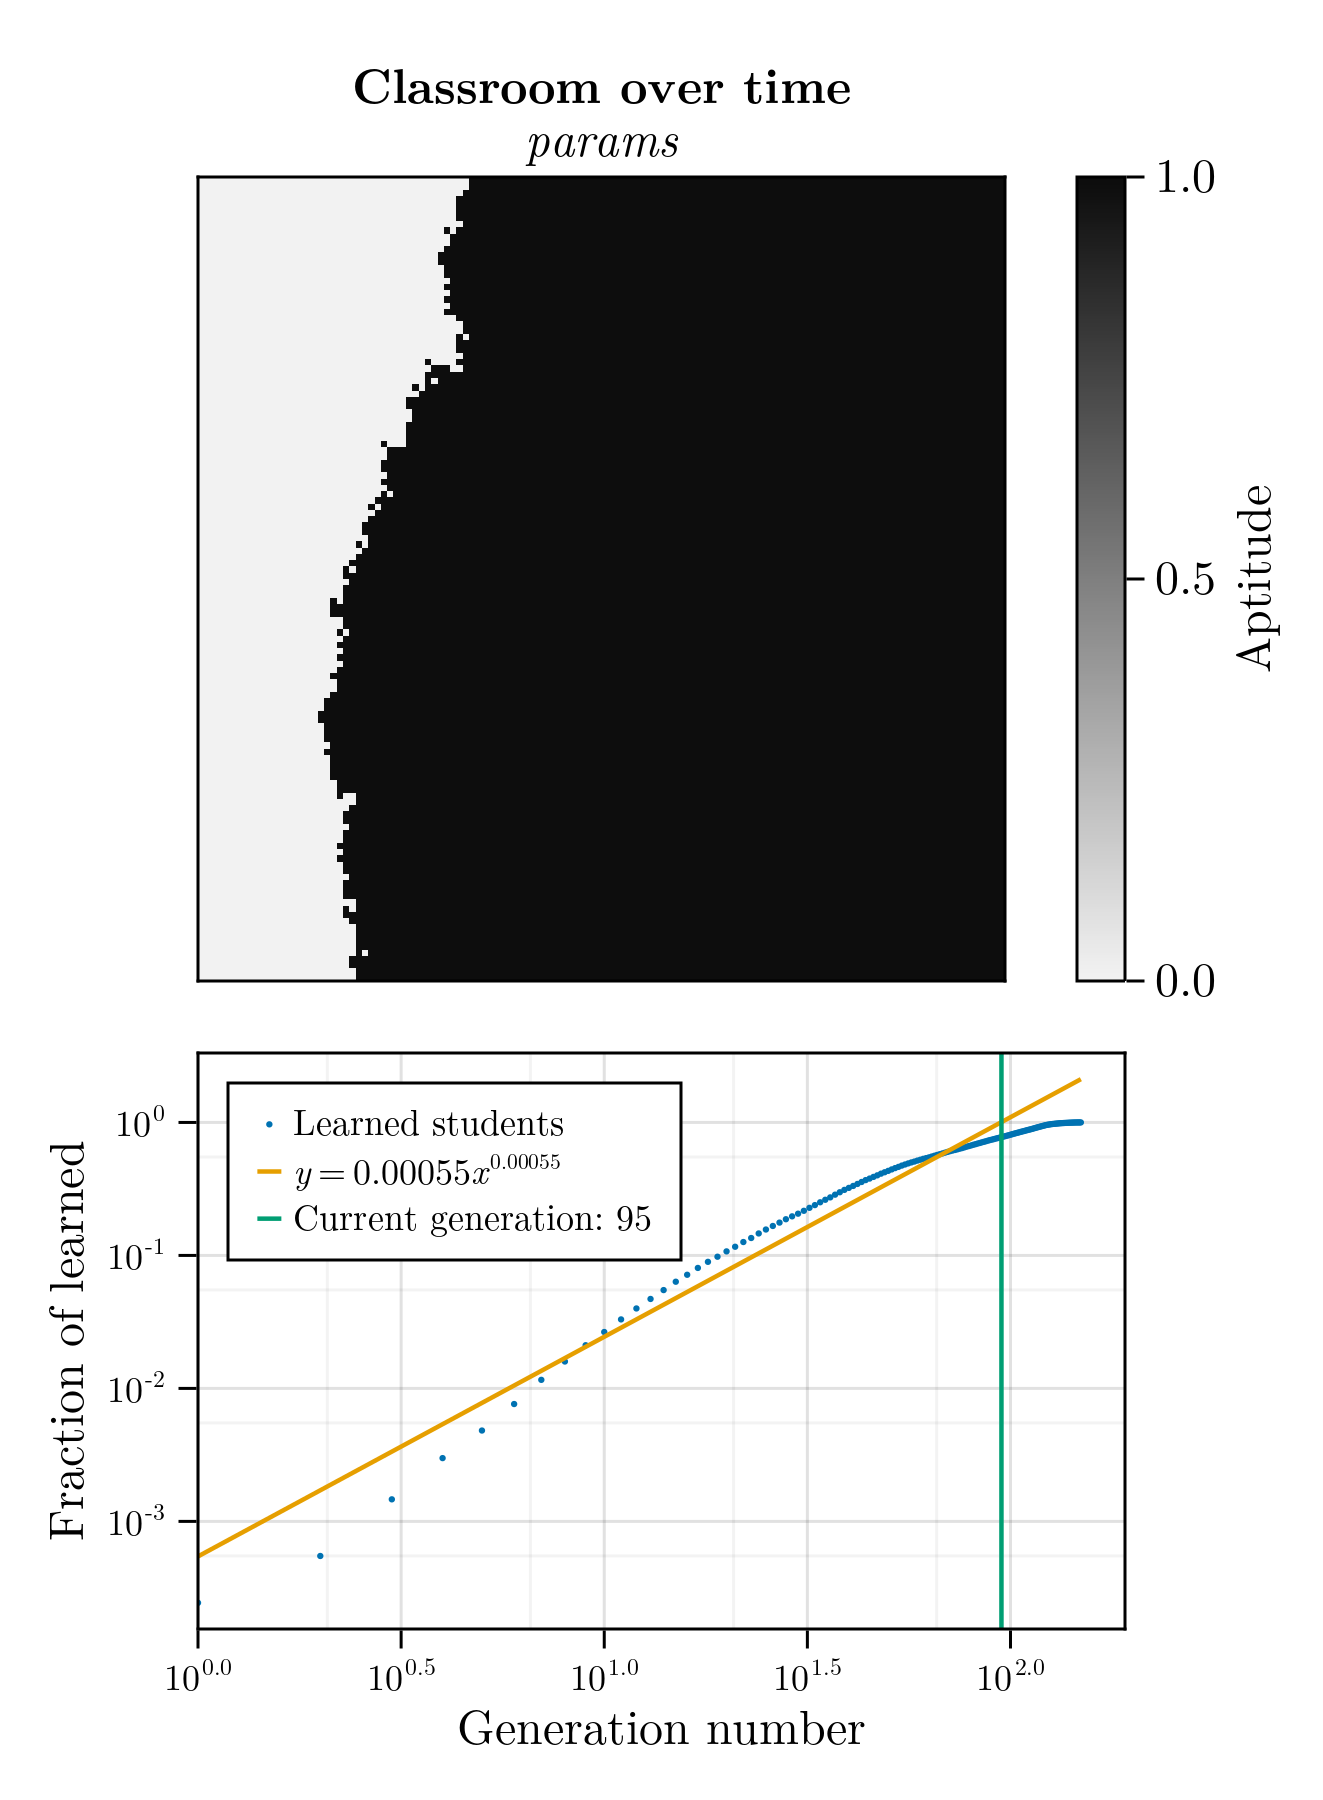 Classroom over time
params
1.0
0.5
0.0
Aptitude
Learned students
y = 0.00055x^0.00055
Current generation: 95
Fraction of learned
10^0
10^-1
10^-2
10^-3
10^0.0 10^0.5 10^1.0 10^1.5 10^2.0
Generation number